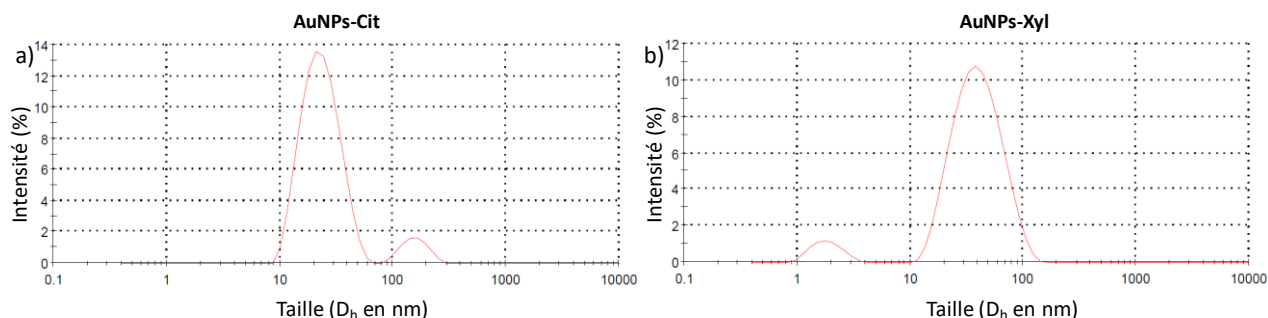 AuNPs-Cit
a)
14
12
10
8
6
4
2
0
Intensité (%)
0.1 1 10 100 1000 10000
Taille (Dₕ en nm)
AuNPs-Xyl
b)
12
10
8
6
4
2
0
Intensité (%)
0.1 1 10 100 1000 10000
Taille (Dₕ en nm)